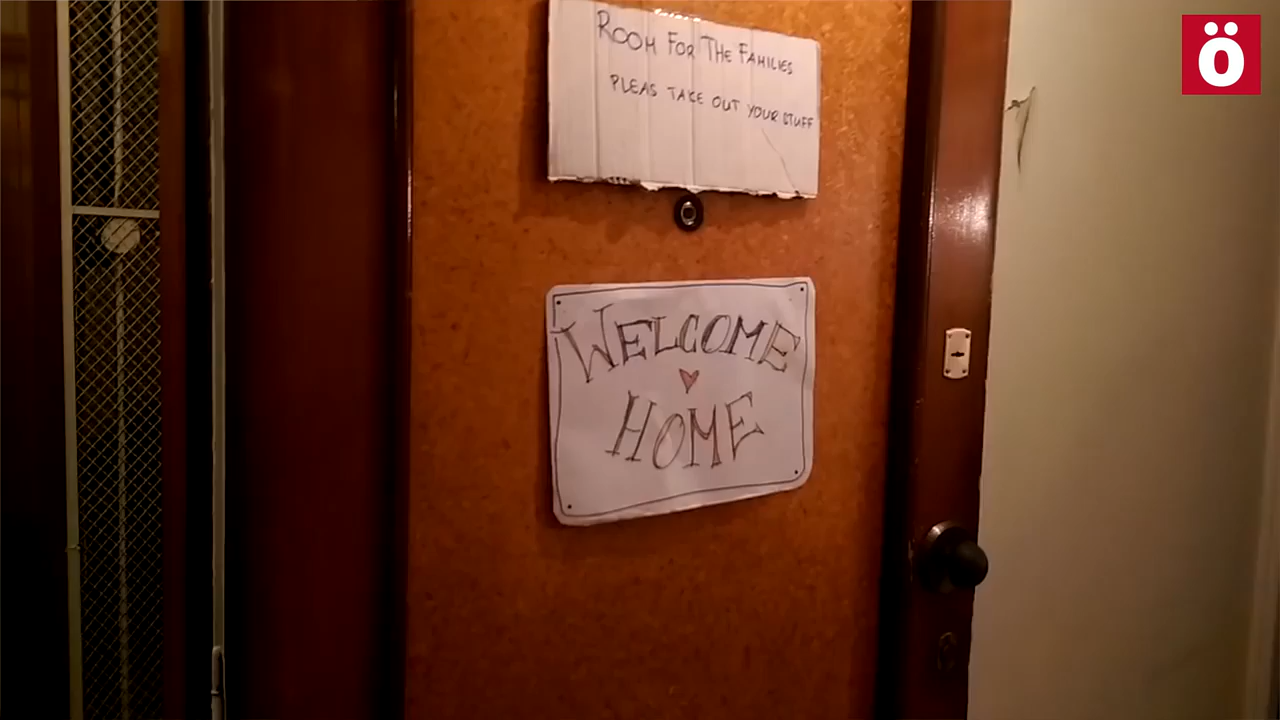 ROOM FOR THE FAMILIES
PLEAS TAKE OUT YOUR STUFF
WELCOME
HOME
ö